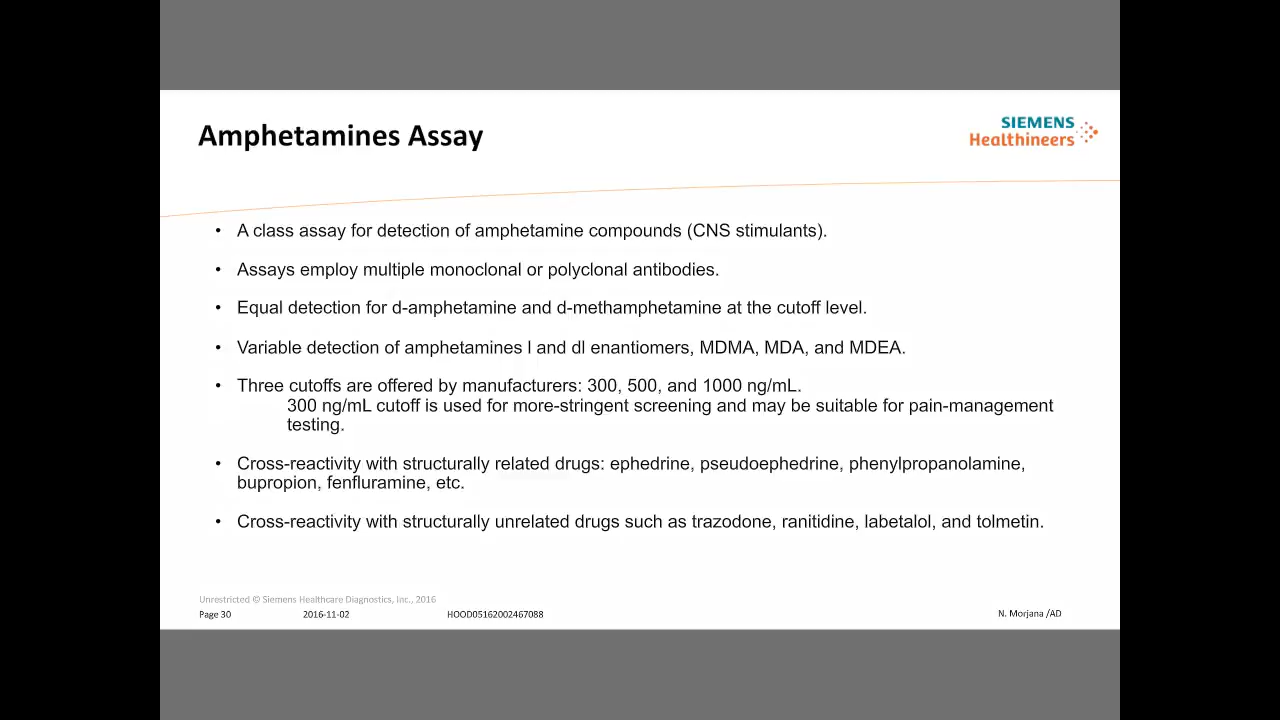 Amphetamines Assay
SIEMENS
Healthineers
• A class assay for detection of amphetamine compounds (CNS stimulants).
• Assays employ multiple monoclonal or polyclonal antibodies.
• Equal detection for d-amphetamine and d-methamphetamine at the cutoff level.
• Variable detection of amphetamines l and dl enantiomers, MDMA, MDA, and MDEA.
• Three cutoffs are offered by manufacturers: 300, 500, and 1000 ng/mL.
300 ng/mL cutoff is used for more-stringent screening and may be suitable for pain-management
testing.
• Cross-reactivity with structurally related drugs: ephedrine, pseudoephedrine, phenylpropanolamine,
bupropion, fenfluramine, etc.
• Cross-reactivity with structurally unrelated drugs such as trazodone, ranitidine, labetalol, and tolmetin.
Unrestricted © Siemens Healthcare Diagnostics, Inc., 2016
Page 30 2016-11-02 HOOD05162002467088 N. Morjana /AD